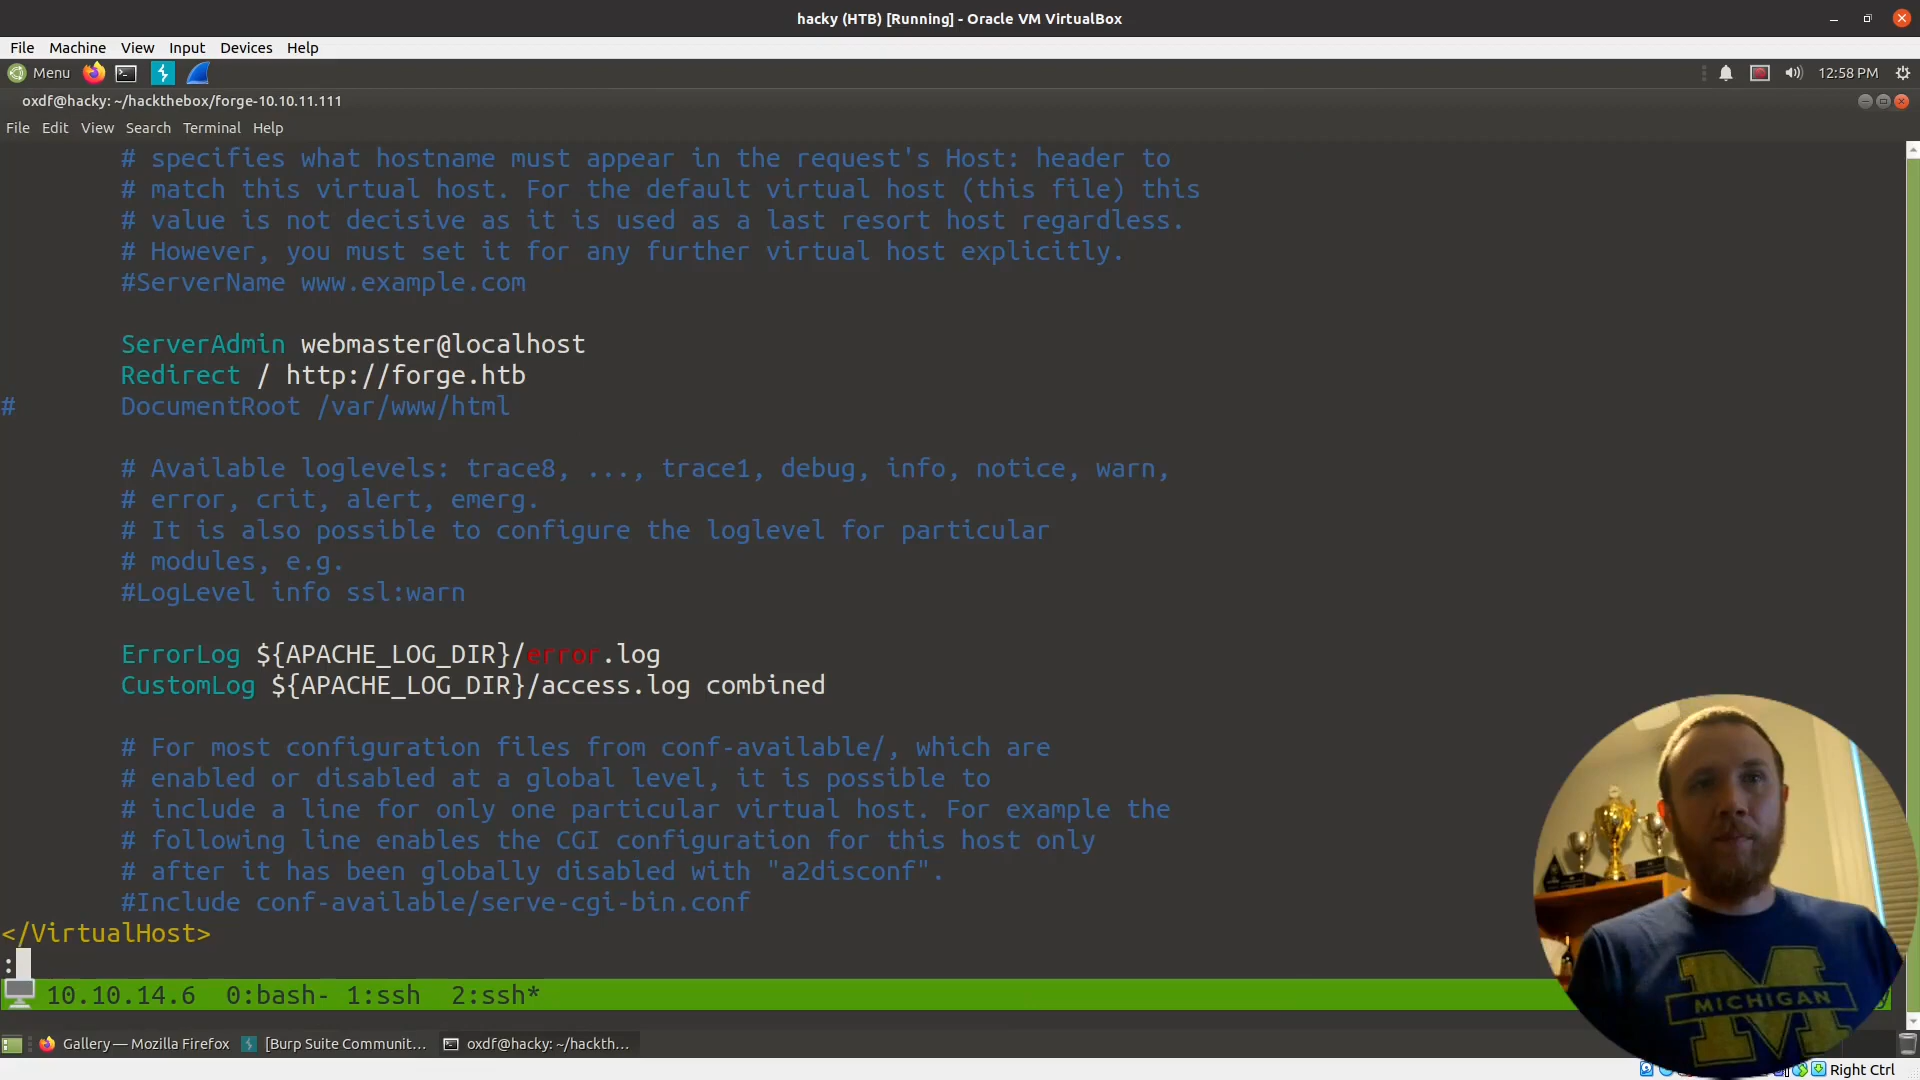 hacky (HTB) [Running] - Oracle VM VirtualBox
File Machine View Input Devices Help
Menu 12:58 PM
oxdf@hacky: ~/hackthebox/forge-10.10.11.111
File Edit View Search Terminal Help
# specifies what hostname must appear in the request's Host: header to
# match this virtual host. For the default virtual host (this file) this
# value is not decisive as it is used as a last resort host regardless.
# However, you must set it for any further virtual host explicitly.
#ServerName www.example.com
ServerAdmin webmaster@localhost
Redirect / http://forge.htb
# DocumentRoot /var/www/html
# Available loglevels: trace8, ..., trace1, debug, info, notice, warn,
# error, crit, alert, emerg.
# It is also possible to configure the loglevel for particular
# modules, e.g.
#LogLevel info ssl:warn
ErrorLog ${APACHE_LOG_DIR}/error.log
CustomLog ${APACHE_LOG_DIR}/access.log combined
# For most configuration files from conf-available/, which are
# enabled or disabled at a global level, it is possible to
# include a line for only one particular virtual host. For example the
# following line enables the CGI configuration for this host only
# after it has been globally disabled with "a2disconf".
#Include conf-available/serve-cgi-bin.conf
</VirtualHost>
:
10.10.14.6 0:bash- 1:ssh 2:ssh*
MICHIGAN
Gallery — Mozilla Firefox [Burp Suite Communit... oxdf@hacky: ~/hackth...
Right Ctrl